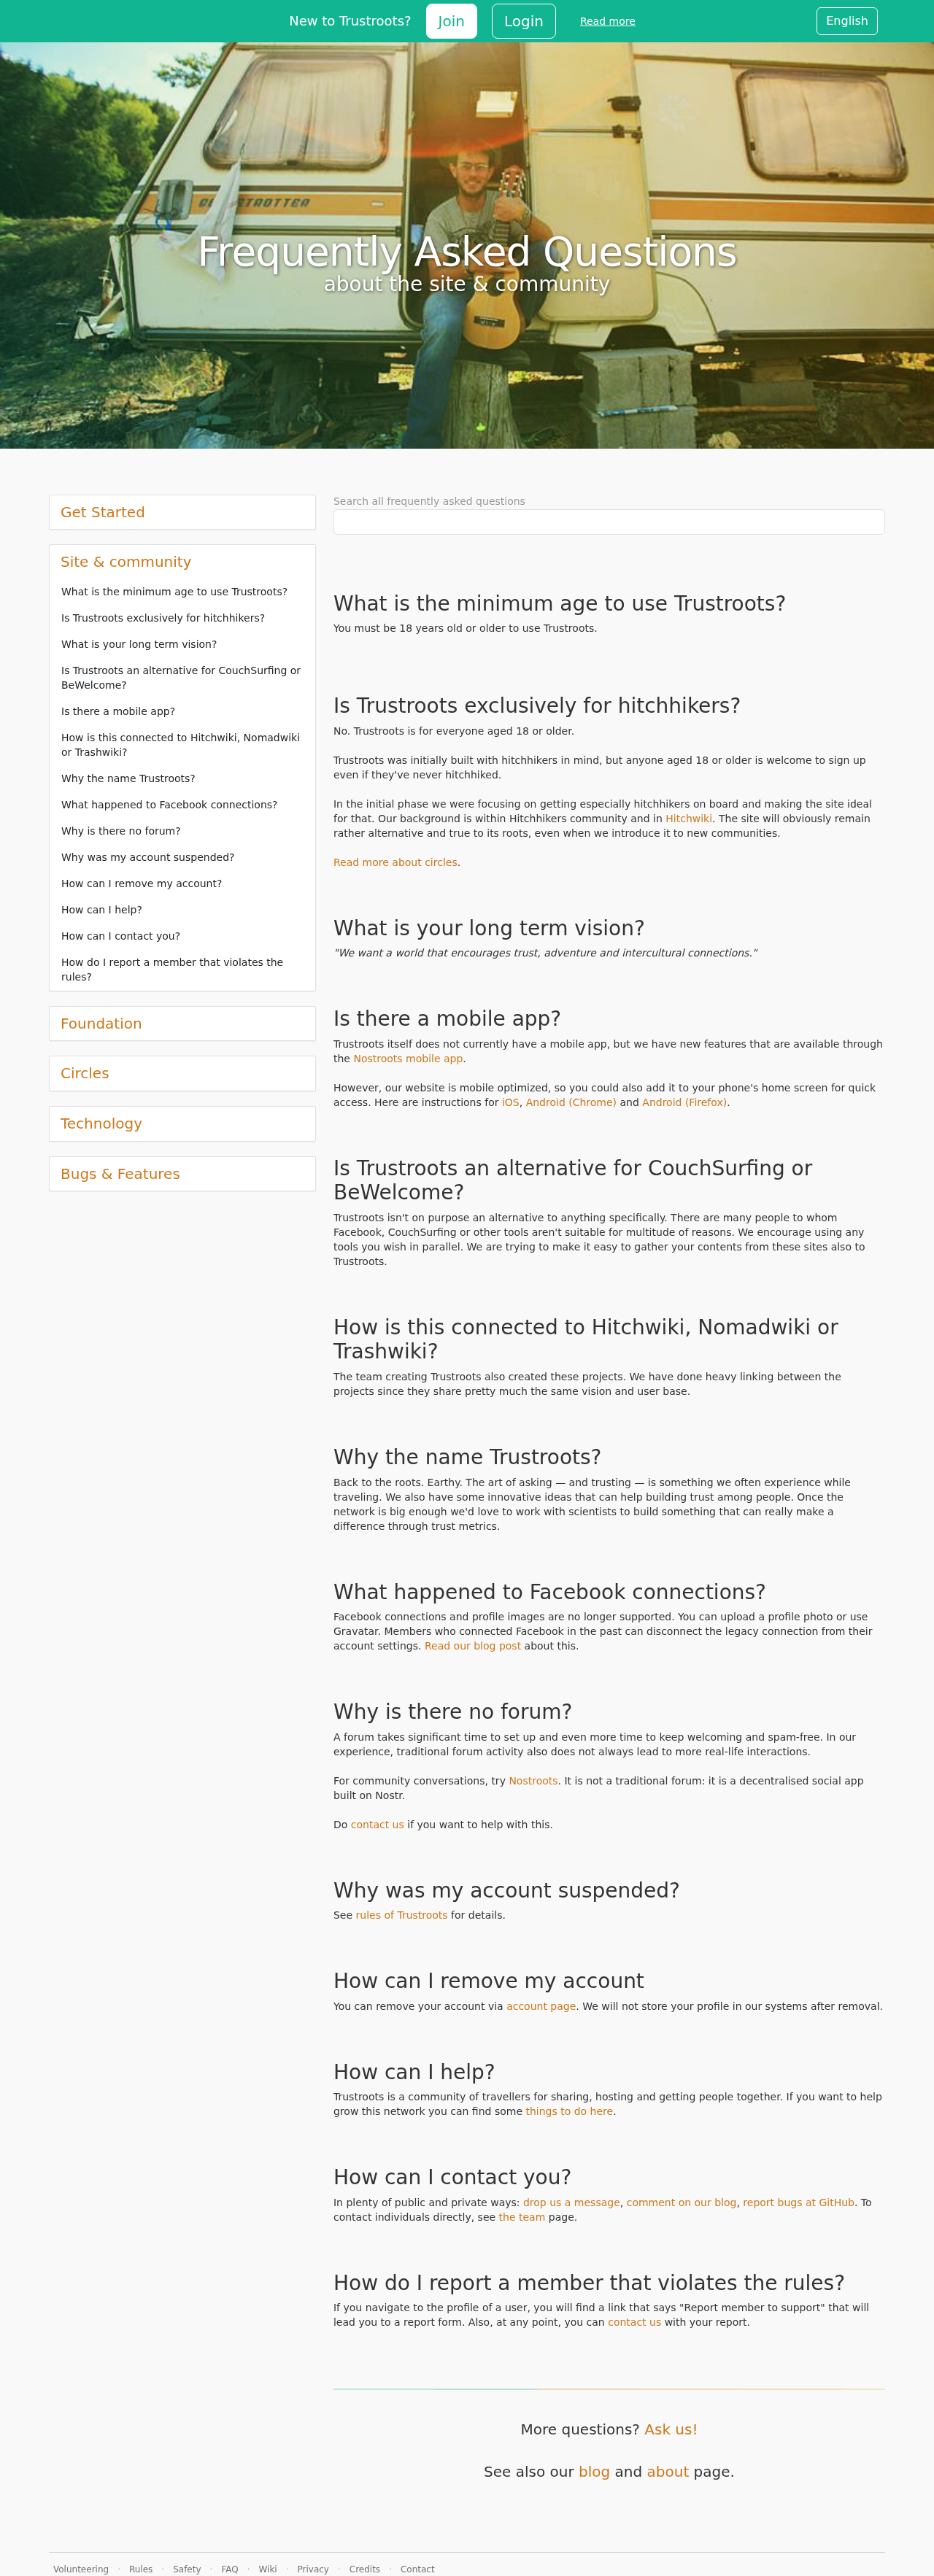 New to Trustroots? Join Login Read more English
Frequently Asked Questions
about the site & community
Get Started
Site & community
What is the minimum age to use Trustroots?
Is Trustroots exclusively for hitchhikers?
What is your long term vision?
Is Trustroots an alternative for CouchSurfing or
BeWelcome?
Is there a mobile app?
How is this connected to Hitchwiki, Nomadwiki
or Trashwiki?
Why the name Trustroots?
What happened to Facebook connections?
Why is there no forum?
Why was my account suspended?
How can I remove my account?
How can I help?
How can I contact you?
How do I report a member that violates the
rules?
Foundation
Circles
Technology
Bugs & Features
Search all frequently asked questions
What is the minimum age to use Trustroots?
You must be 18 years old or older to use Trustroots.
Is Trustroots exclusively for hitchhikers?
No. Trustroots is for everyone aged 18 or older.
Trustroots was initially built with hitchhikers in mind, but anyone aged 18 or older is welcome to sign up
even if they've never hitchhiked.
In the initial phase we were focusing on getting especially hitchhikers on board and making the site ideal
for that. Our background is within Hitchhikers community and in Hitchwiki. The site will obviously remain
rather alternative and true to its roots, even when we introduce it to new communities.
Read more about circles.
What is your long term vision?
"We want a world that encourages trust, adventure and intercultural connections."
Is there a mobile app?
Trustroots itself does not currently have a mobile app, but we have new features that are available through
the Nostroots mobile app.
However, our website is mobile optimized, so you could also add it to your phone's home screen for quick
access. Here are instructions for iOS, Android (Chrome) and Android (Firefox).
Is Trustroots an alternative for CouchSurfing or
BeWelcome?
Trustroots isn't on purpose an alternative to anything specifically. There are many people to whom
Facebook, CouchSurfing or other tools aren't suitable for multitude of reasons. We encourage using any
tools you wish in parallel. We are trying to make it easy to gather your contents from these sites also to
Trustroots.
How is this connected to Hitchwiki, Nomadwiki or
Trashwiki?
The team creating Trustroots also created these projects. We have done heavy linking between the
projects since they share pretty much the same vision and user base.
Why the name Trustroots?
Back to the roots. Earthy. The art of asking — and trusting — is something we often experience while
traveling. We also have some innovative ideas that can help building trust among people. Once the
network is big enough we'd love to work with scientists to build something that can really make a
difference through trust metrics.
What happened to Facebook connections?
Facebook connections and profile images are no longer supported. You can upload a profile photo or use
Gravatar. Members who connected Facebook in the past can disconnect the legacy connection from their
account settings. Read our blog post about this.
Why is there no forum?
A forum takes significant time to set up and even more time to keep welcoming and spam-free. In our
experience, traditional forum activity also does not always lead to more real-life interactions.
For community conversations, try Nostroots. It is not a traditional forum: it is a decentralised social app
built on Nostr.
Do contact us if you want to help with this.
Why was my account suspended?
See rules of Trustroots for details.
How can I remove my account
You can remove your account via account page. We will not store your profile in our systems after removal.
How can I help?
Trustroots is a community of travellers for sharing, hosting and getting people together. If you want to help
grow this network you can find some things to do here.
How can I contact you?
In plenty of public and private ways: drop us a message, comment on our blog, report bugs at GitHub. To
contact individuals directly, see the team page.
How do I report a member that violates the rules?
If you navigate to the profile of a user, you will find a link that says "Report member to support" that will
lead you to a report form. Also, at any point, you can contact us with your report.
More questions? Ask us!
See also our blog and about page.
Volunteering · Rules · Safety · FAQ · Wiki · Privacy · Credits · Contact